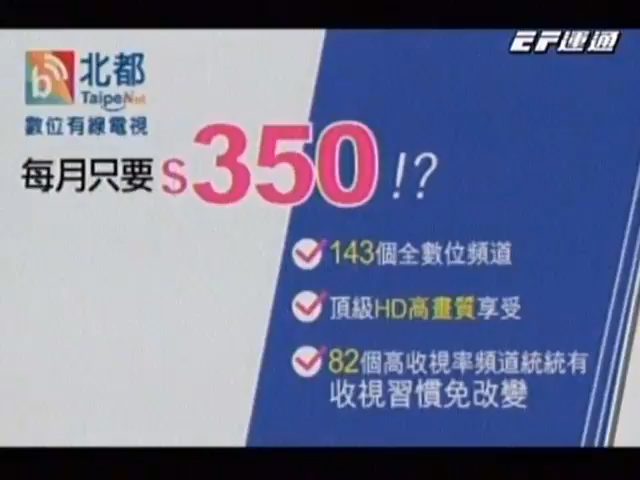 EF運通
北都
TaipeiNet
數位有線電視
每月只要$350!?
143個全數位頻道
頂級HD高畫質享受
82個高收視率頻道統統有
收視習慣免改變